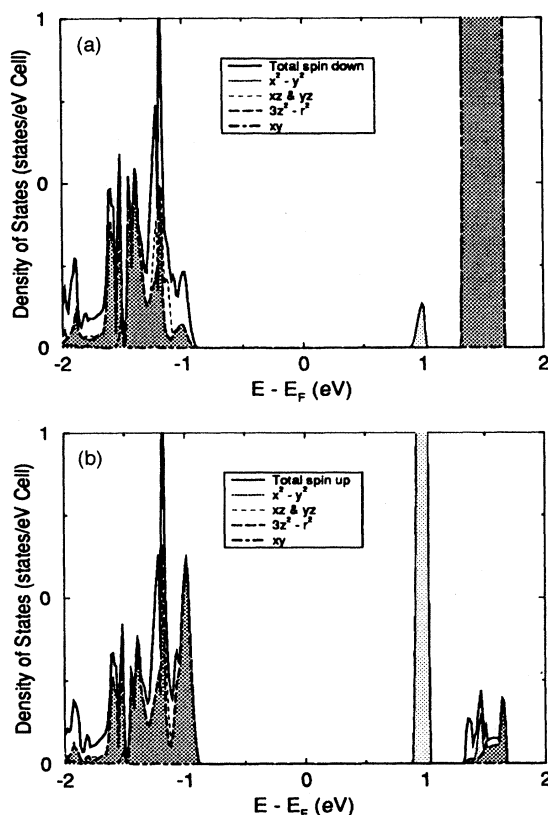 (a)
Total spin down
x² - y²
xz & yz
3z² - r²
xy
Density of States (states/eV Cell)
1
0
0
-2
-1
0
1
2
E - E_F (eV)
(b)
Total spin up
x² - y²
xz & yz
3z² - r²
xy
Density of States (states/eV Cell)
1
0
0
-2
-1
0
1
2
E - E_F (eV)